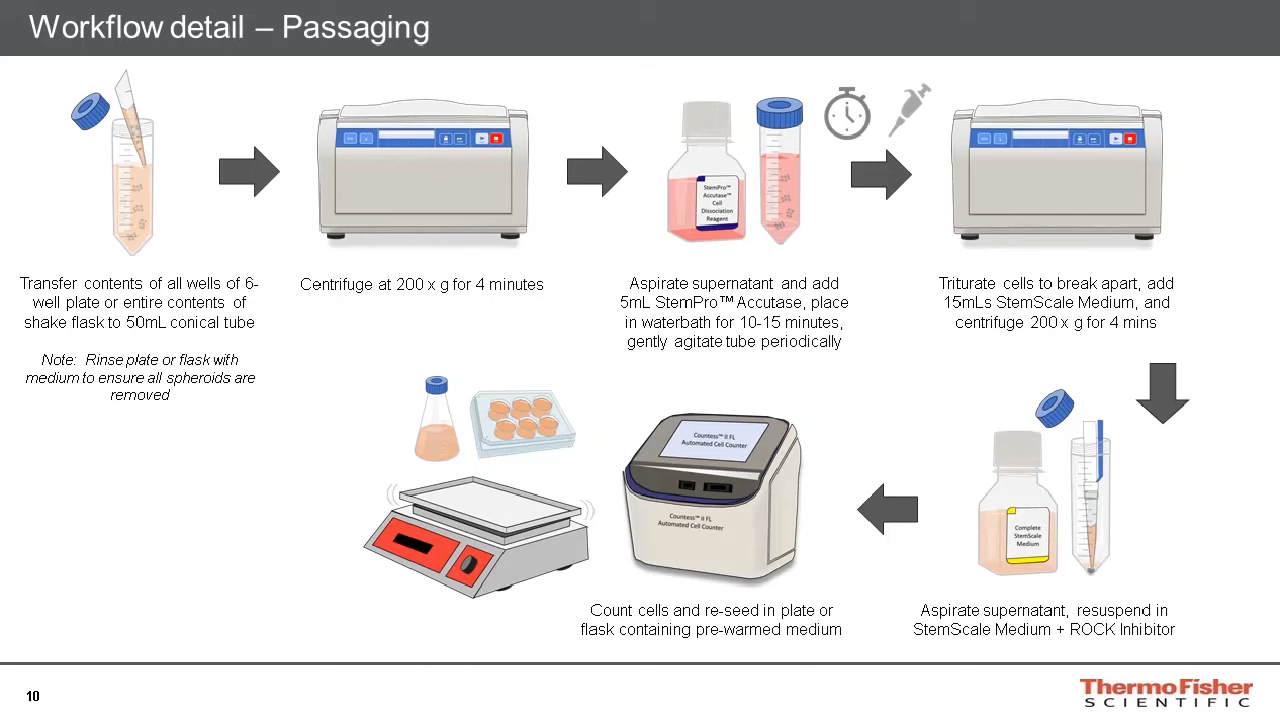 Workflow detail – Passaging
StemPro™
Accutase™
Cell
Dissociation
Reagent
Transfer contents of all wells of 6-
well plate or entire contents of
shake flask to 50mL conical tube
Note: Rinse plate or flask with
medium to ensure all spheroids are
removed
Centrifuge at 200 x g for 4 minutes
Aspirate supernatant and add
5mL StemPro™ Accutase, place
in waterbath for 10-15 minutes,
gently agitate tube periodically
Triturate cells to break apart, add
15mLs StemScale Medium, and
centrifuge 200 x g for 4 mins
Complete
StemScale
Medium
Aspirate supernatant, resuspend in
StemScale Medium + ROCK Inhibitor
Countess™ II FL
Automated Cell Counter
Countess™ II FL
Automated Cell Counter
Count cells and re-seed in plate or
flask containing pre-warmed medium
10
ThermoFisher
SCIENTIFIC